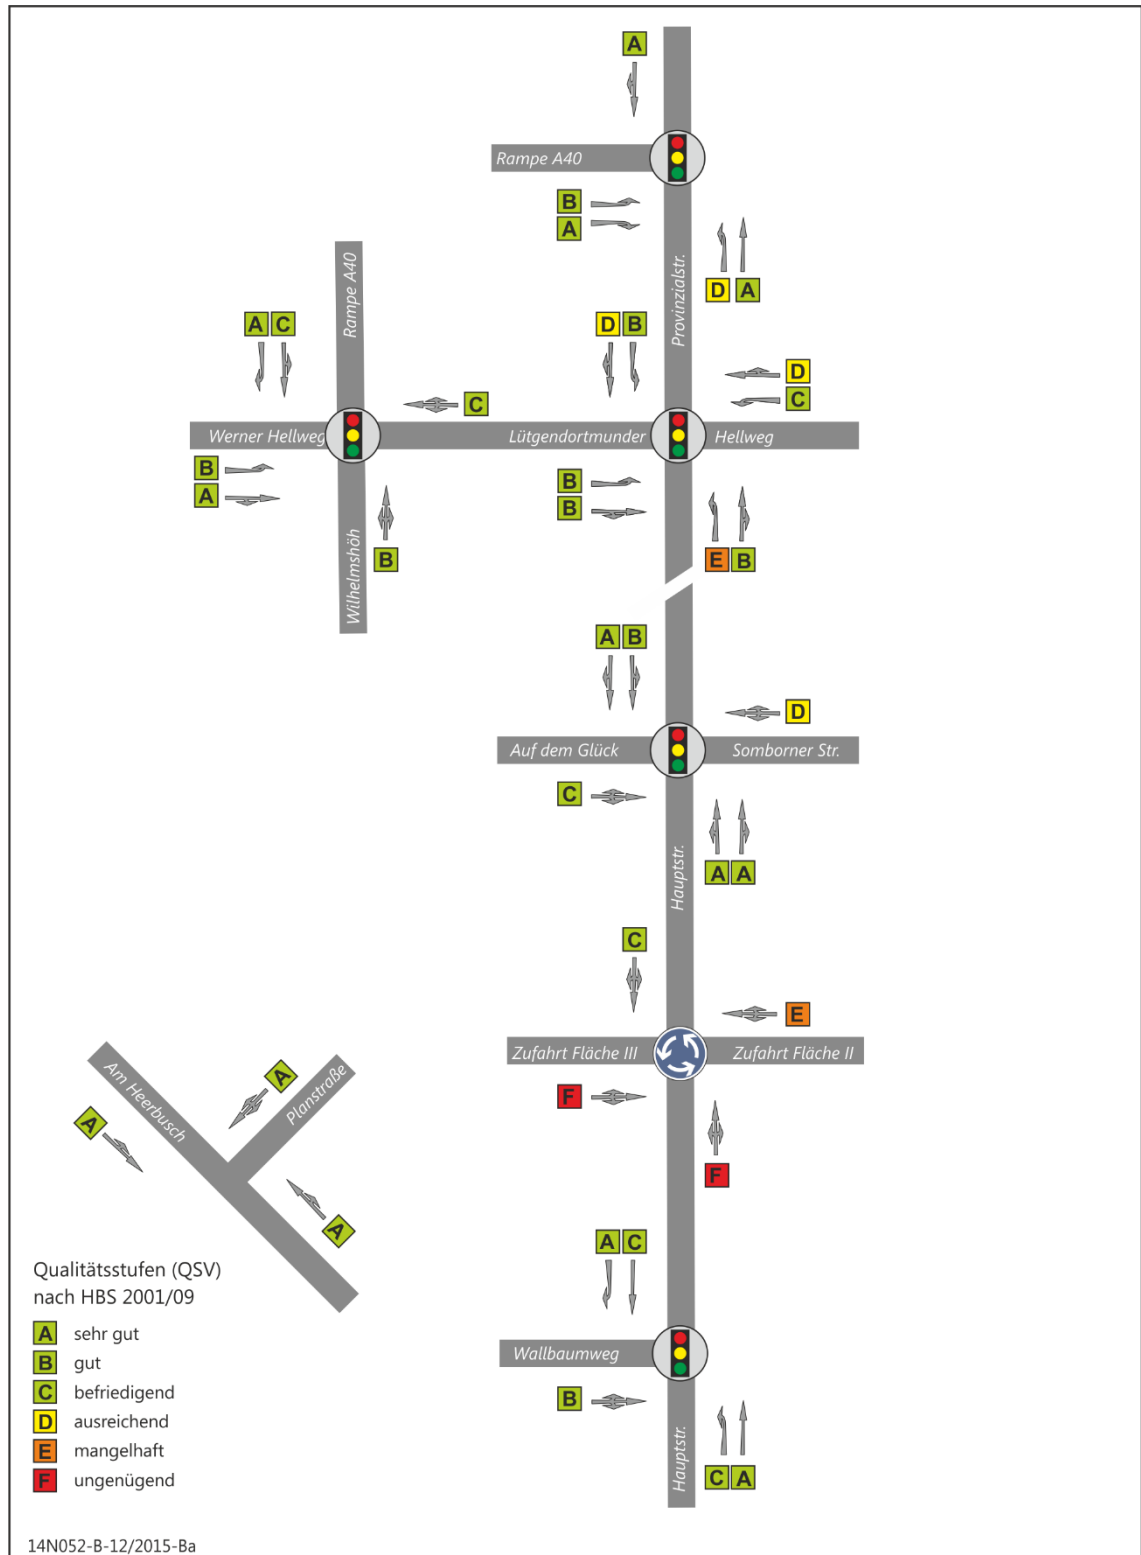 A
Rampe A40
B
A
Provinzialstr.
D A
Rampe A40
A C
D B
D
C
C
Werner Hellweg
Lütgendortmunder
Hellweg
B
A
B
B
Wilhelmshöh
B
E B
A B
D
Auf dem Glück
Somborner Str.
C
Hauptstr.
A A
C
E
Zufahrt Fläche III
Zufahrt Fläche II
F
F
Am Heerbusch
Planstraße
A
A
A
A C
Wallbaumweg
B
Hauptstr.
C A
Qualitätsstufen (QSV)
nach HBS 2001/09
A sehr gut
B gut
C befriedigend
D ausreichend
E mangelhaft
F ungenügend
14N052-B-12/2015-Ba